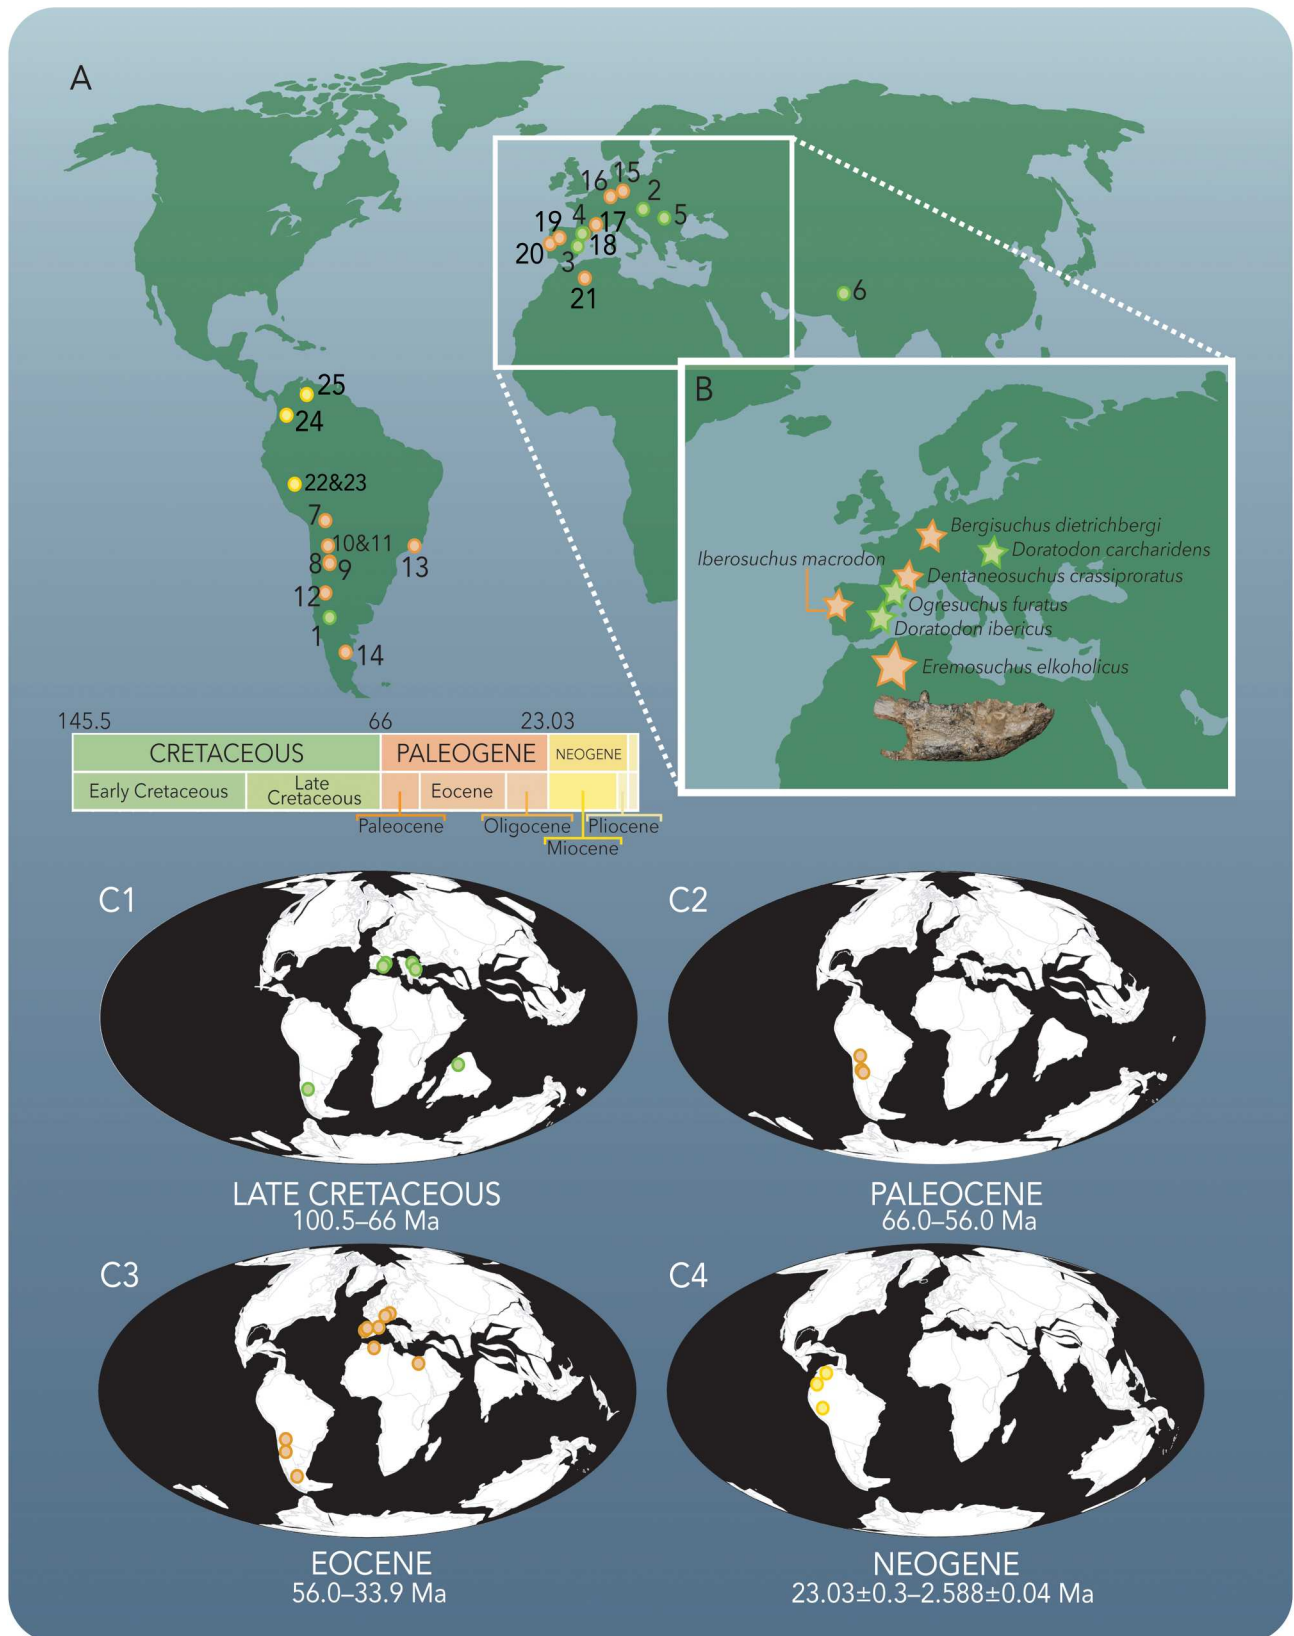 A
16 15
2
5
19 4 17
20
18
3
21
6
25
24
22&23
7
10&11
8 9
13
12
1
14
B
Bergisuchus dietrichbergi
Doratodon carcharidens
Iberosuchus macrodon
Dentaneosuchus crassiproratus
Ogresuchus furatus
Doratodon ibericus
Eremosuchus elkoholicus
145.5 66 23.03
CRETACEOUS PALEOGENE NEOGENE
Early Cretaceous
Late
Cretaceous
Eocene
Paleocene Oligocene Pliocene
Miocene
C1
C2
LATE CRETACEOUS
100.5–66 Ma
PALEOCENE
66.0–56.0 Ma
C3
C4
EOCENE
56.0–33.9 Ma
NEOGENE
23.03±0.3–2.588±0.04 Ma